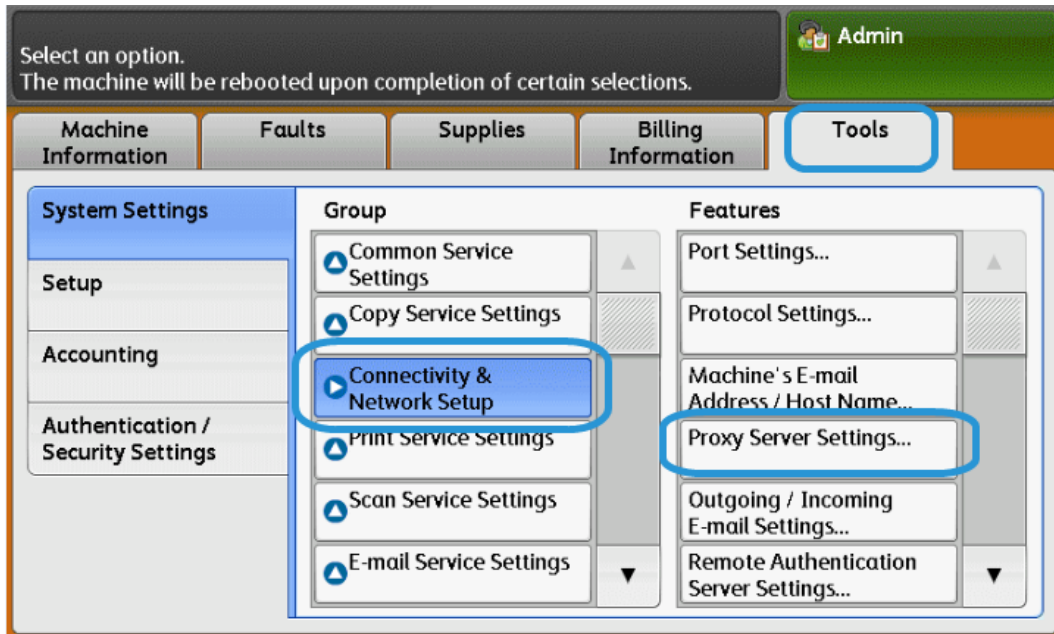 Select an option.
The machine will be rebooted upon completion of certain selections.
Admin
Machine
Information
Faults
Supplies
Billing
Information
Tools
System Settings
Setup
Accounting
Authentication /
Security Settings
Group
Common Service
Settings
Copy Service Settings
Connectivity &
Network Setup
Print Service Settings
Scan Service Settings
E-mail Service Settings
Features
Port Settings...
Protocol Settings...
Machine's E-mail
Address / Host Name...
Proxy Server Settings...
Outgoing / Incoming
E-mail Settings...
Remote Authentication
Server Settings...